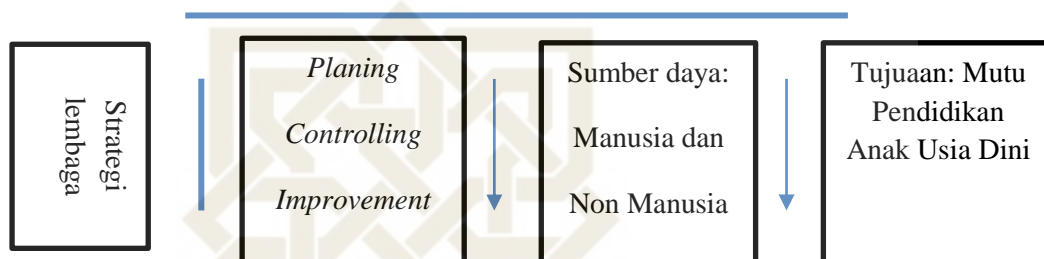 Strategi
lembaga
Planing
Controlling
Improvement
Sumber daya:
Manusia dan
Non Manusia
Tujuaan: Mutu
Pendidikan
Anak Usia Dini